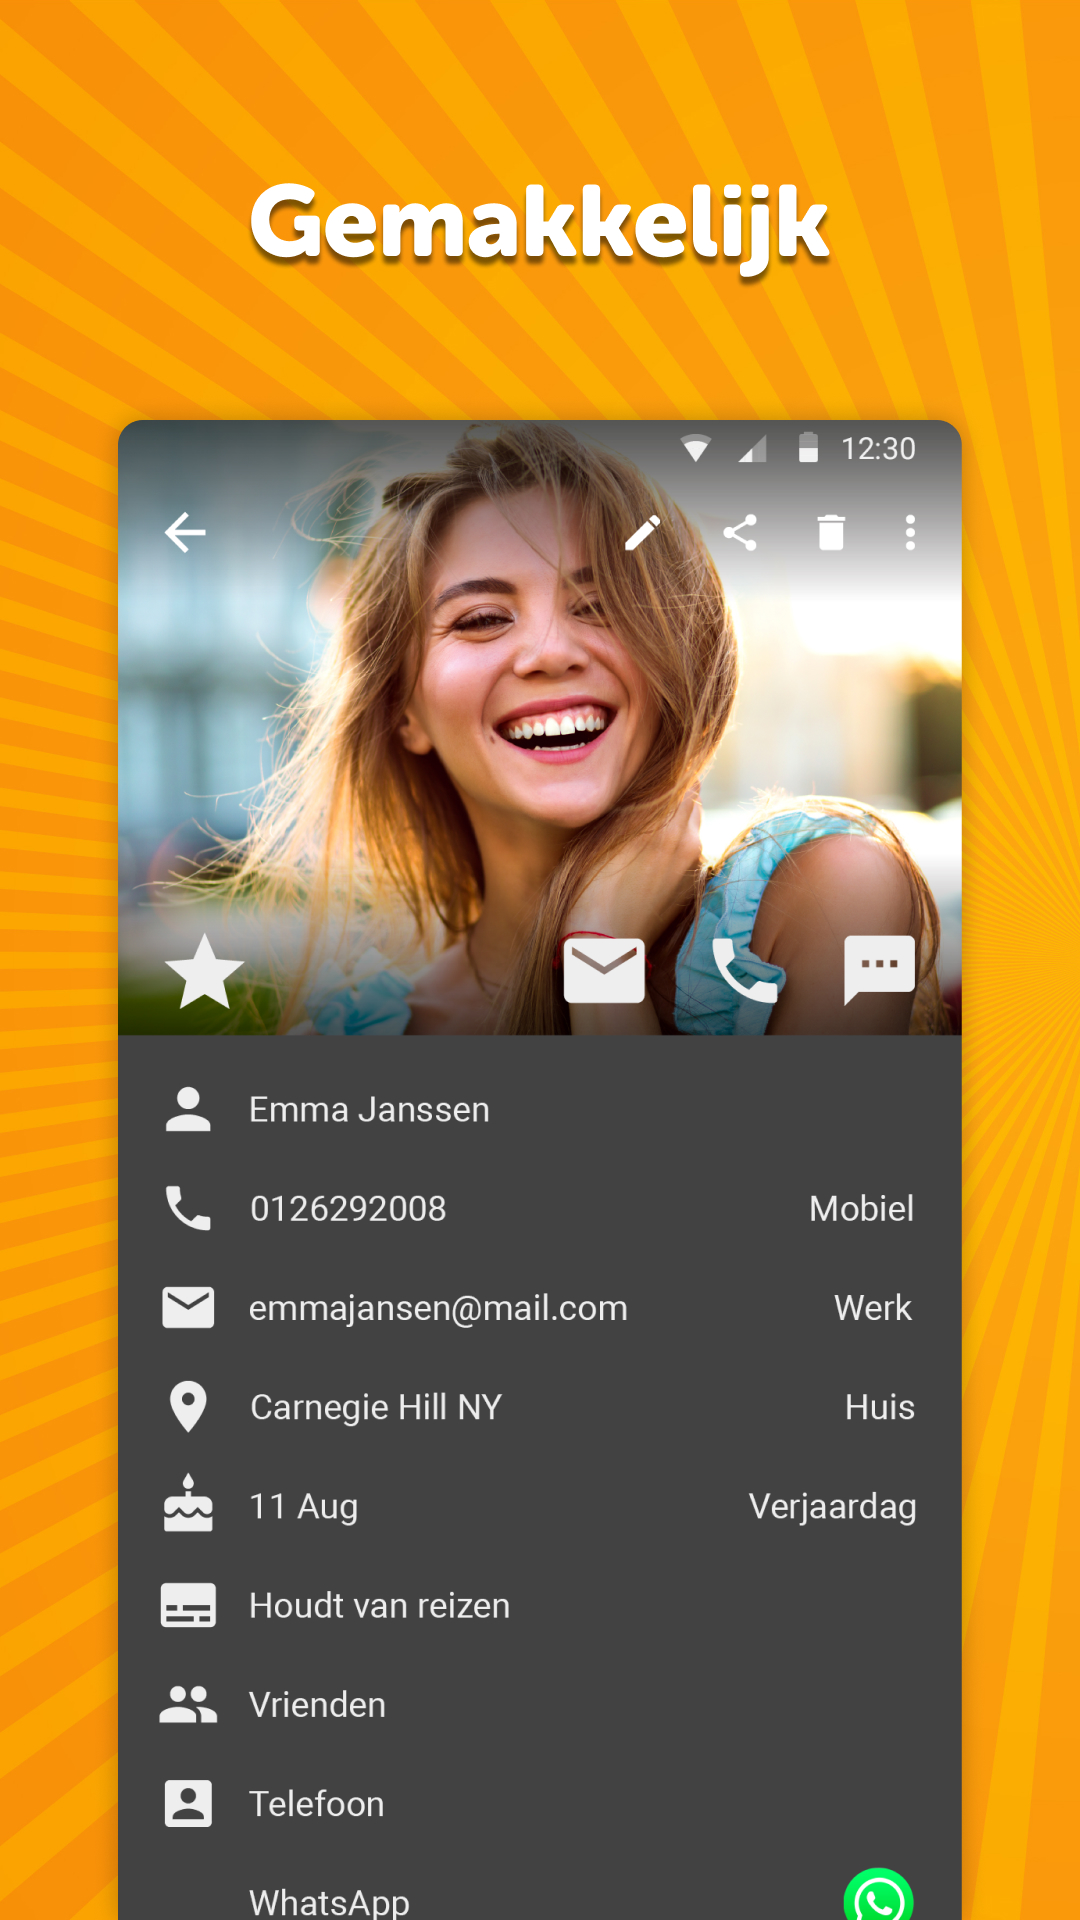 Gemakkelijk
12:30
Emma Janssen
0126292008 Mobiel
emmajansen@mail.com Werk
Carnegie Hill NY Huis
11 Aug Verjaardag
Houdt van reizen
Vrienden
Telefoon
WhatsApp